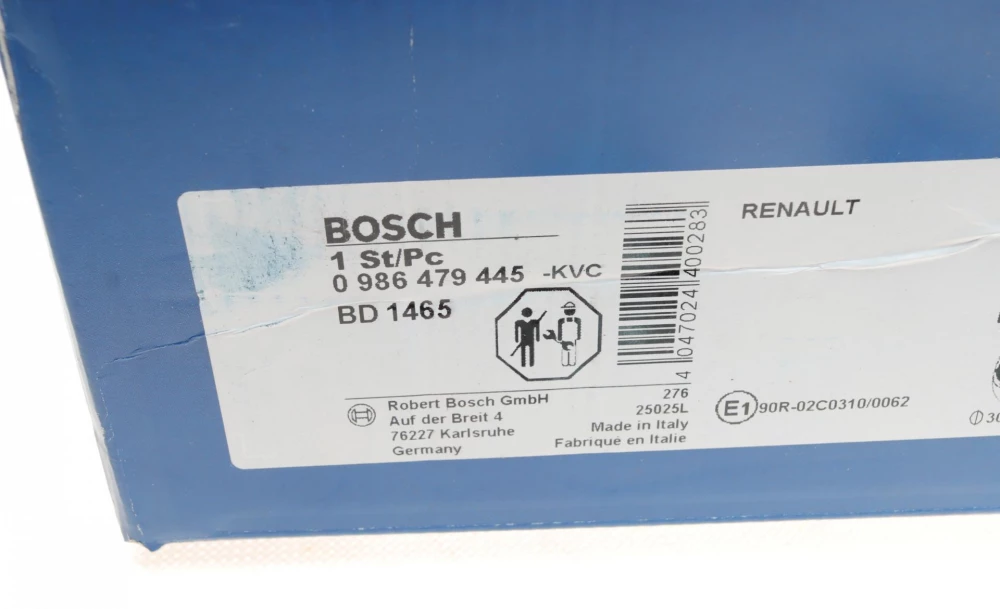 BOSCH
1 St/Pc
0 986 479 445 -KVC
BD 1465
4 047024 400283
RENAULT
Robert Bosch GmbH
Auf der Breit 4
76227 Karlsruhe
Germany
276
25025L
Made in Italy
Fabriqué en Italie
E1 90R-02C0310/0062